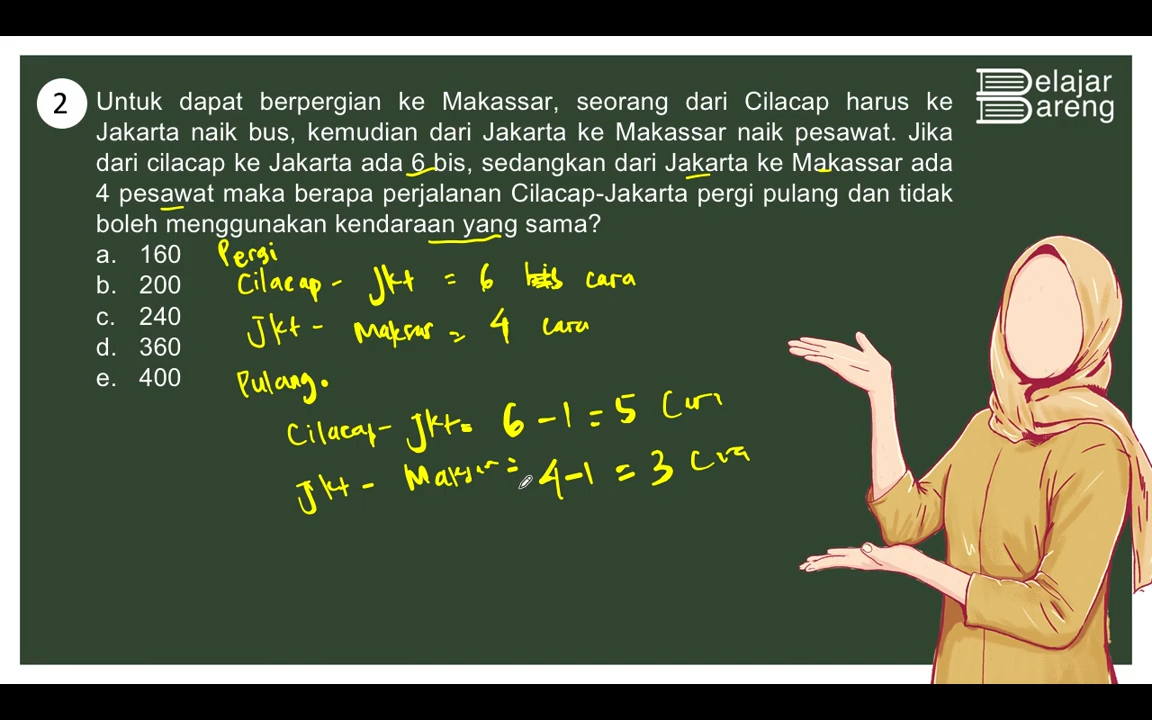 2
Untuk dapat berpergian ke Makassar, seorang dari Cilacap harus ke
Jakarta naik bus, kemudian dari Jakarta ke Makassar naik pesawat. Jika
dari cilacap ke Jakarta ada 6 bis, sedangkan dari Jakarta ke Makassar ada
4 pesawat maka berapa perjalanan Cilacap-Jakarta pergi pulang dan tidak
boleh menggunakan kendaraan yang sama?
a. 160
b. 200
c. 240
d. 360
e. 400
Belajar
Bareng
Pergi
Cilacap - Jkt = 6 cara
Jkt - Maksar = 4 cara
Pulang.
Cilacap - Jkt = 6 - 1 = 5 Cara
Jkt - Maksar = 4 - 1 = 3 Cara